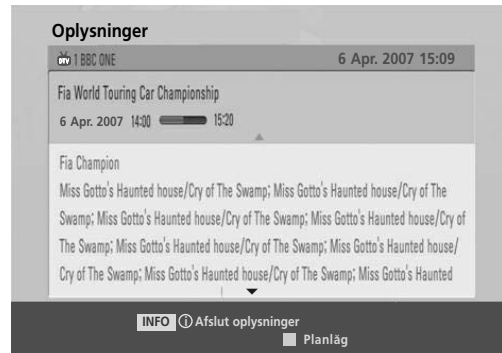 Oplysninger
DTV 1 BBC ONE 6 Apr. 2007 15:09
Fia World Touring Car Championship
6 Apr. 2007 14:00 15:20
Fia Champion
Miss Gotto's Haunted house/Cry of The Swamp; Miss Gotto's Haunted house/Cry of The
Swamp; Miss Gotto's Haunted house/Cry of The Swamp; Miss Gotto's Haunted house/Cry of
The Swamp; Miss Gotto's Haunted house/Cry of The Swamp; Miss Gotto's Haunted house/
Cry of The Swamp; Miss Gotto's Haunted house/Cry of The Swamp; Miss Gotto's Haunted
INFO ⓘ Afslut oplysninger
Planläg